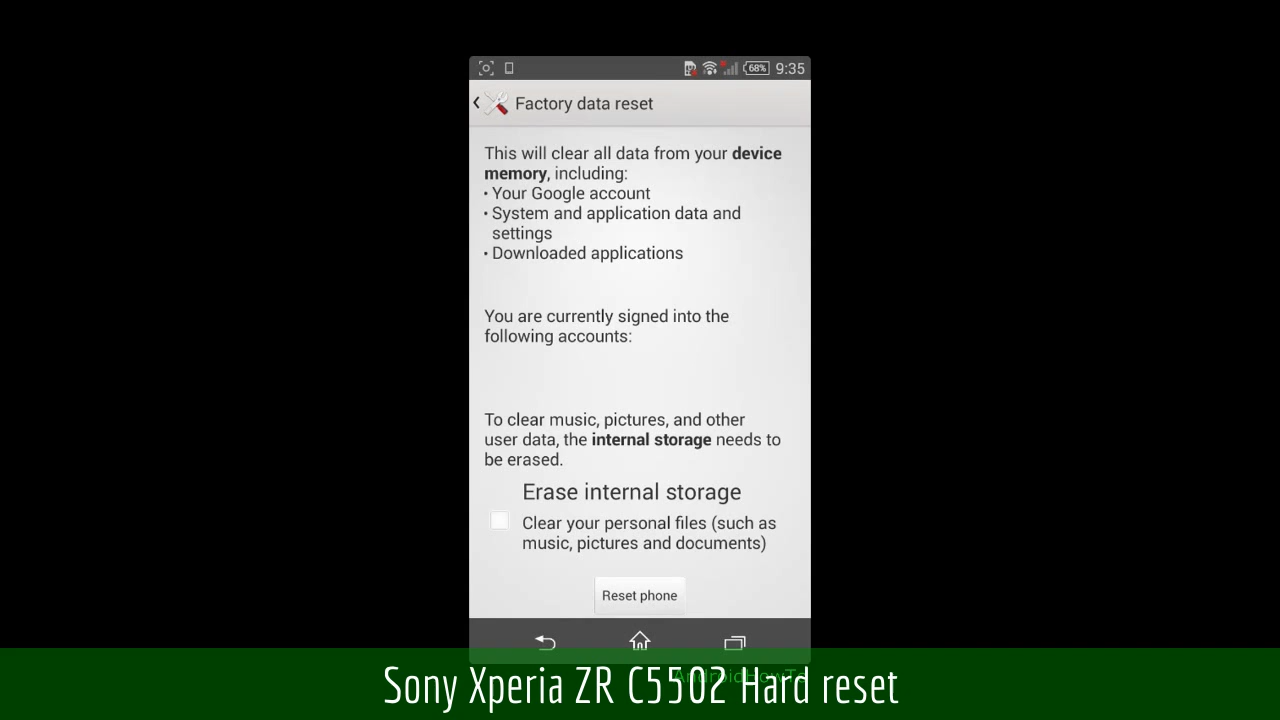 68% 9:35
Factory data reset
This will clear all data from your device
memory, including:
• Your Google account
• System and application data and
settings
• Downloaded applications
You are currently signed into the
following accounts:
To clear music, pictures, and other
user data, the internal storage needs to
be erased.
Erase internal storage
Clear your personal files (such as
music, pictures and documents)
Reset phone
AndroidHowTo
Sony Xperia ZR C5502 Hard reset